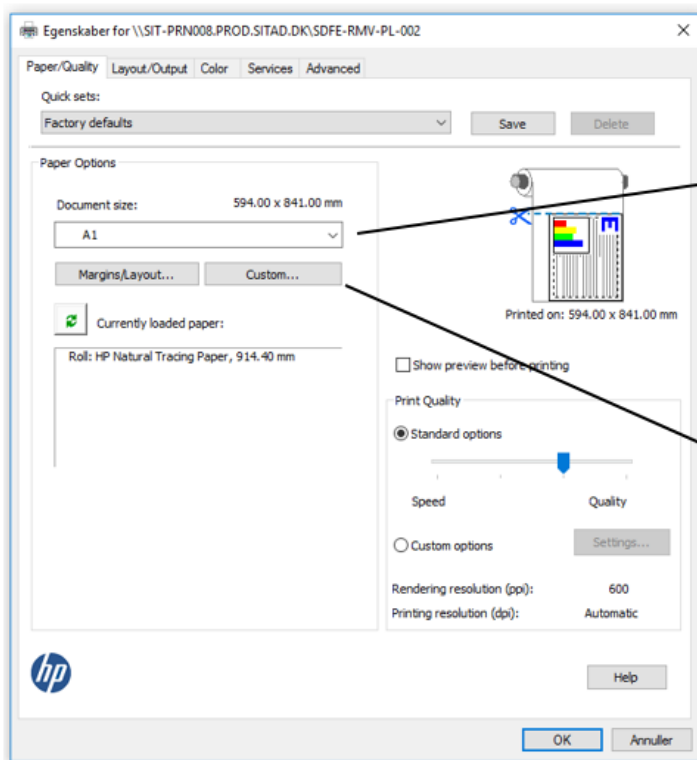 Egenskaber for \\SIT-PRN008.PROD.SITAD.DK\SDFE-RMV-PL-002
Paper/Quality Layout/Output Color Services Advanced
Quick sets:
Factory defaults
Save Delete
Paper Options
Document size: 594.00 x 841.00 mm
A1
Margins/Layout... Custom...
Currently loaded paper:
Roll: HP Natural Tracing Paper, 914.40 mm
E
Printed on: 594.00 x 841.00 mm
Show preview before printing
Print Quality
Standard options
Speed Quality
Custom options Settings...
Rendering resolution (ppi): 600
Printing resolution (dpi): Automatic
hp
Help
OK Annuller